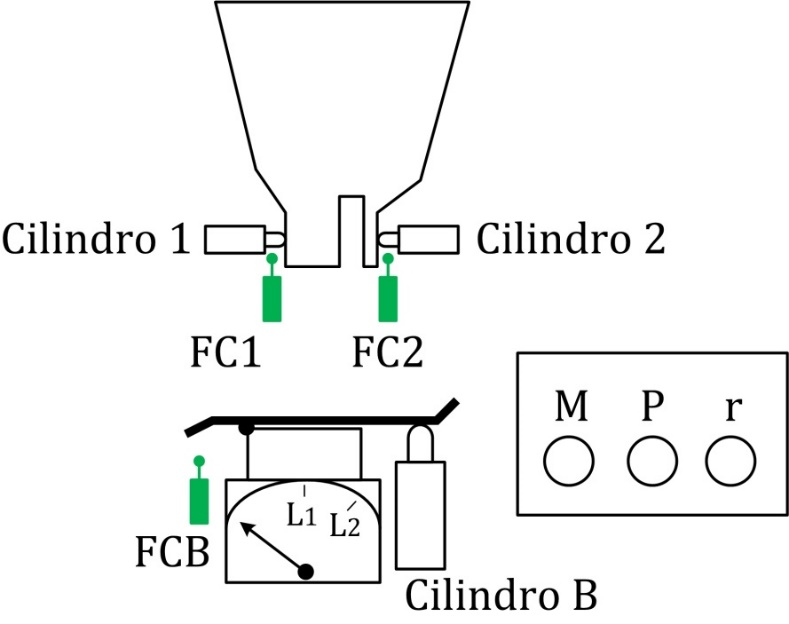 Cilindro 1
Cilindro 2
FC1
FC2
M P r
L1
L2
FCB
Cilindro B